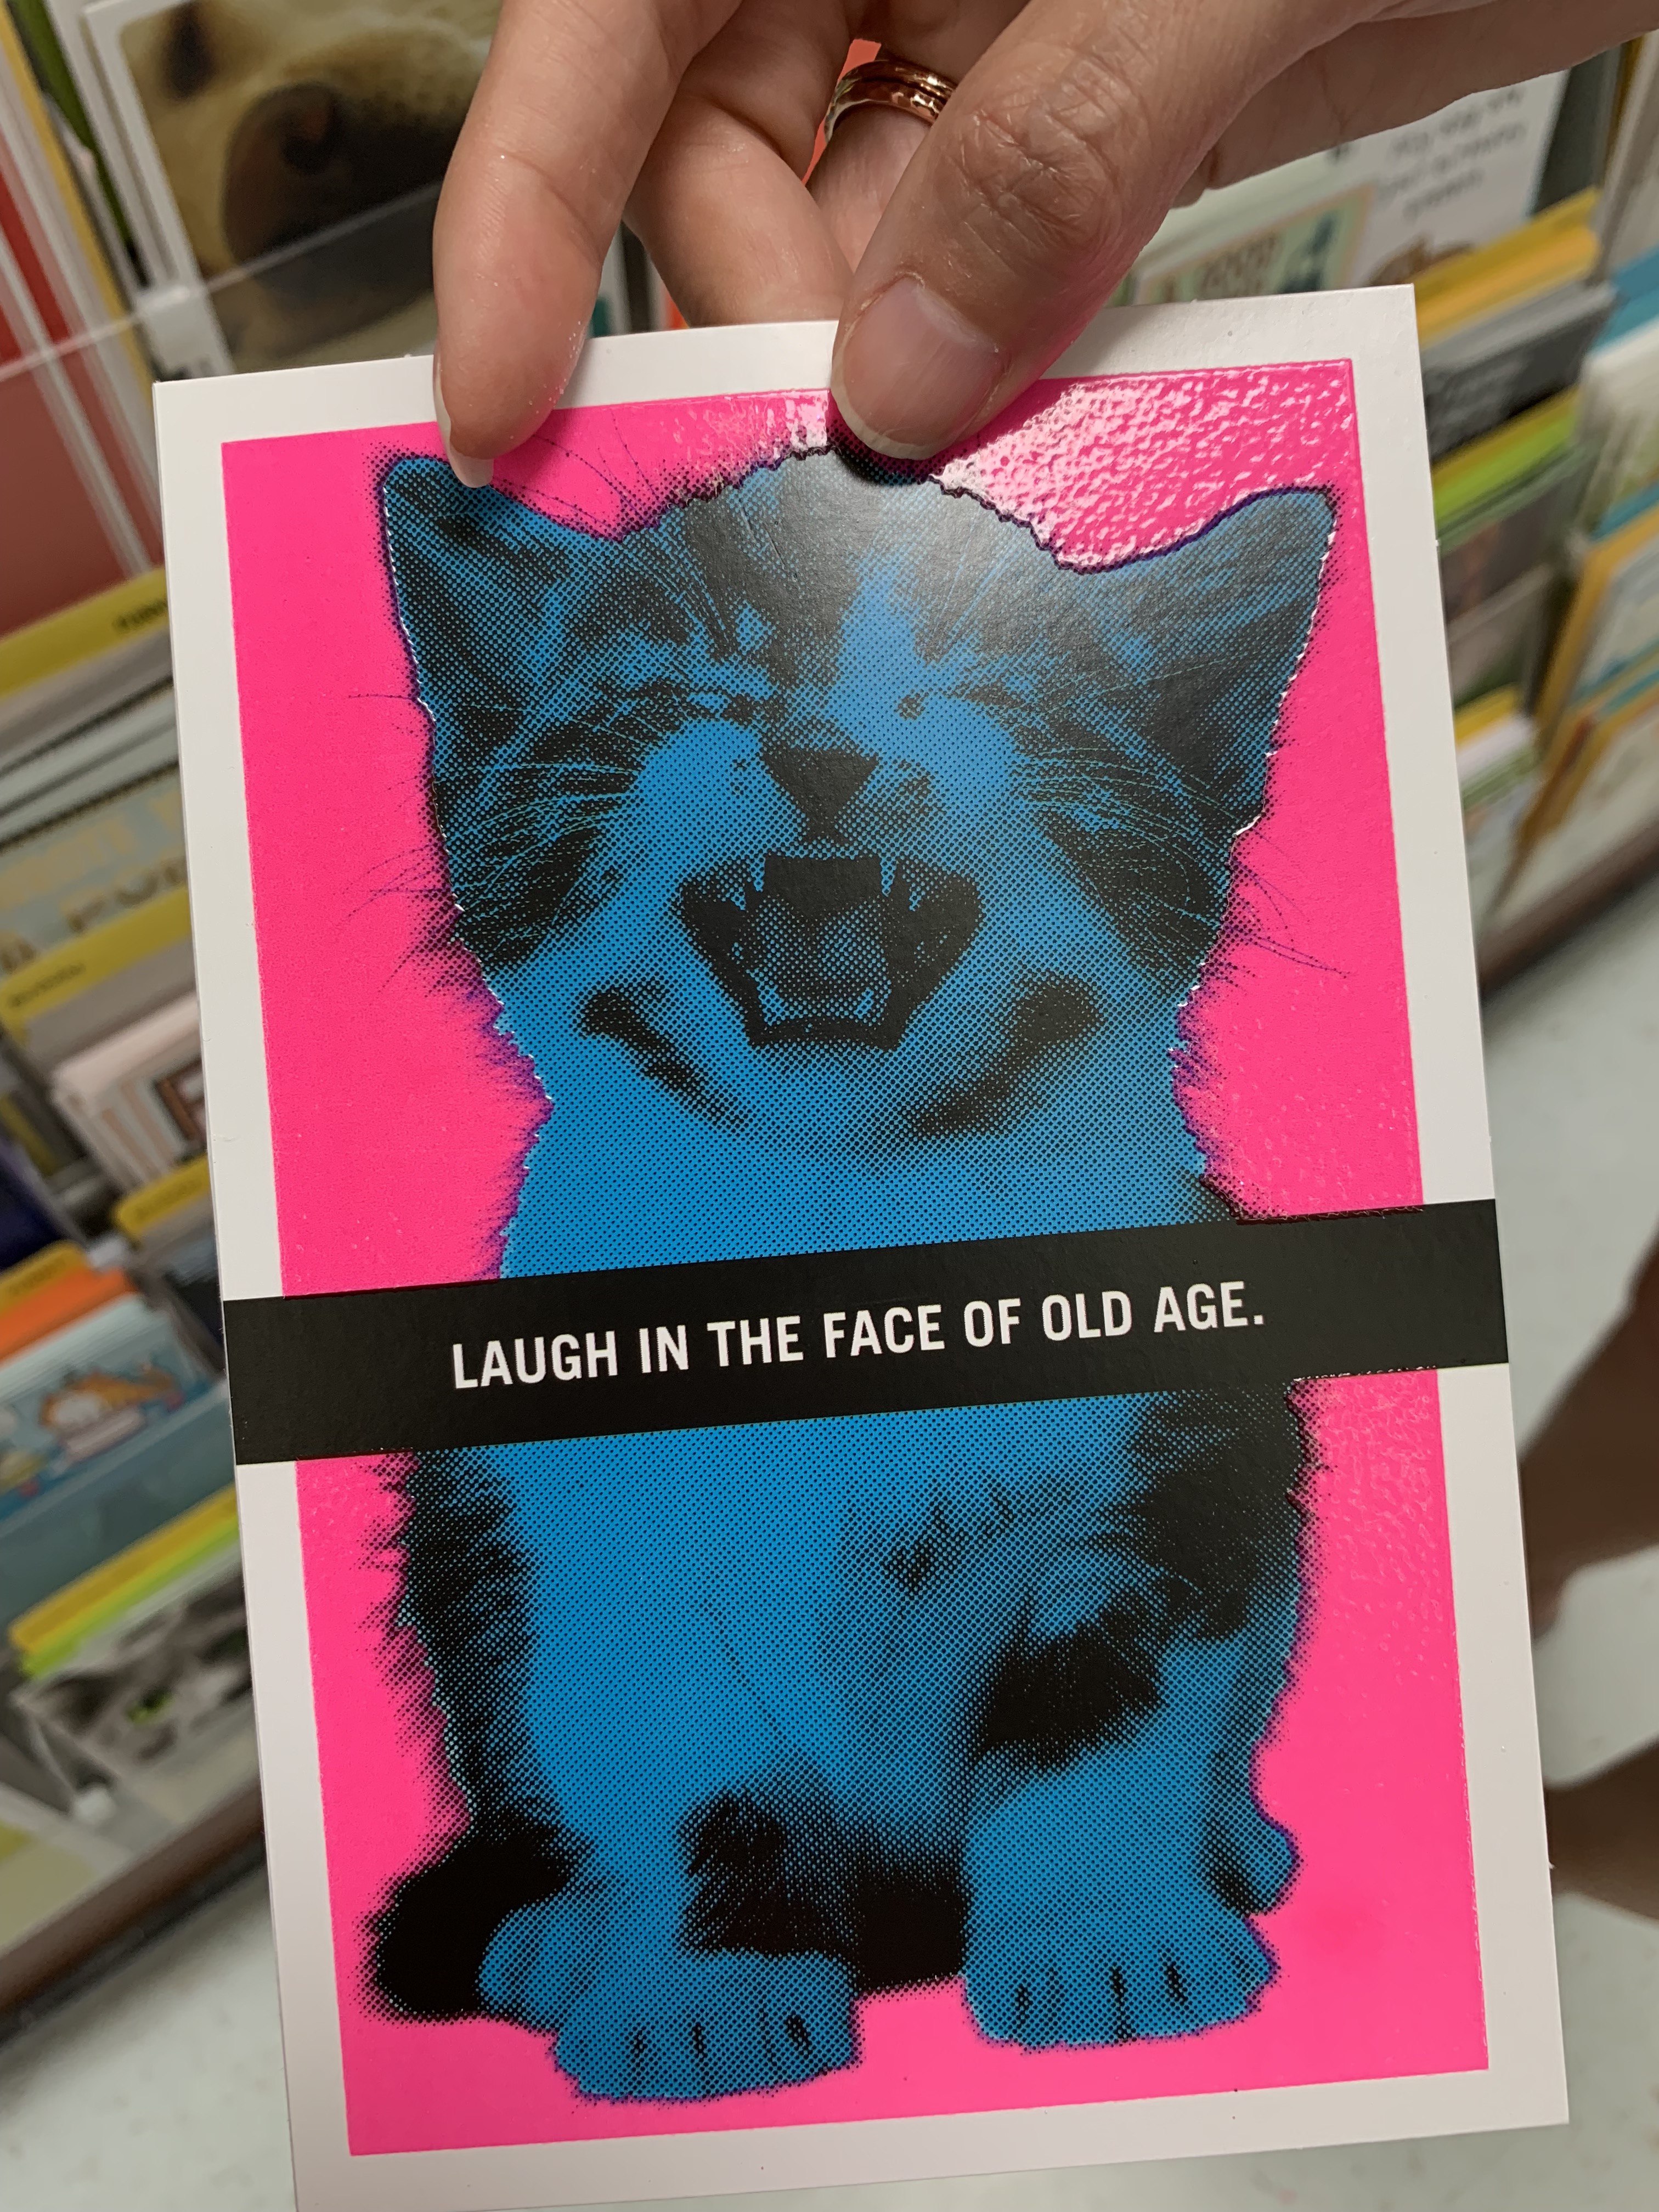 LAUGH IN THE FACE OF OLD AGE.